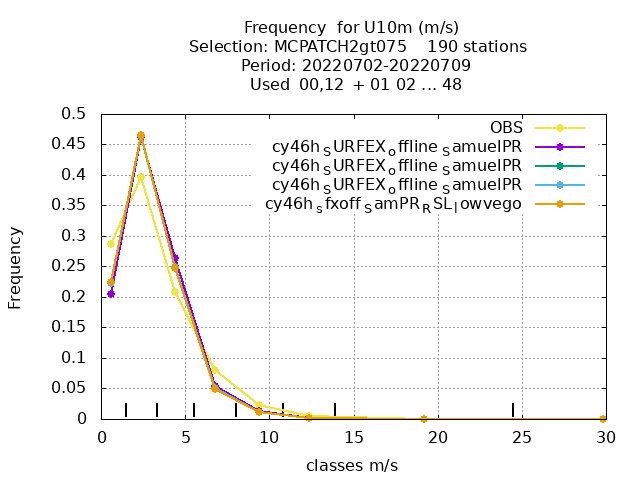 Frequency  for U10m (m/s)
Selection: MCPATCH2gt075    190 stations
Period: 20220702-20220709
Used  00,12  + 01 02 ... 48
OBS
cy46h_SURFEX_offline_SamuelPR
cy46h_SURFEX_offline_SamuelPR
cy46h_SURFEX_offline_SamuelPR
cy46h_sfxoff_SamPR_RSL_lowvego
Frequency
0.5
0.45
0.4
0.35
0.3
0.25
0.2
0.15
0.1
0.05
0
0 5 10 15 20 25 30
classes m/s